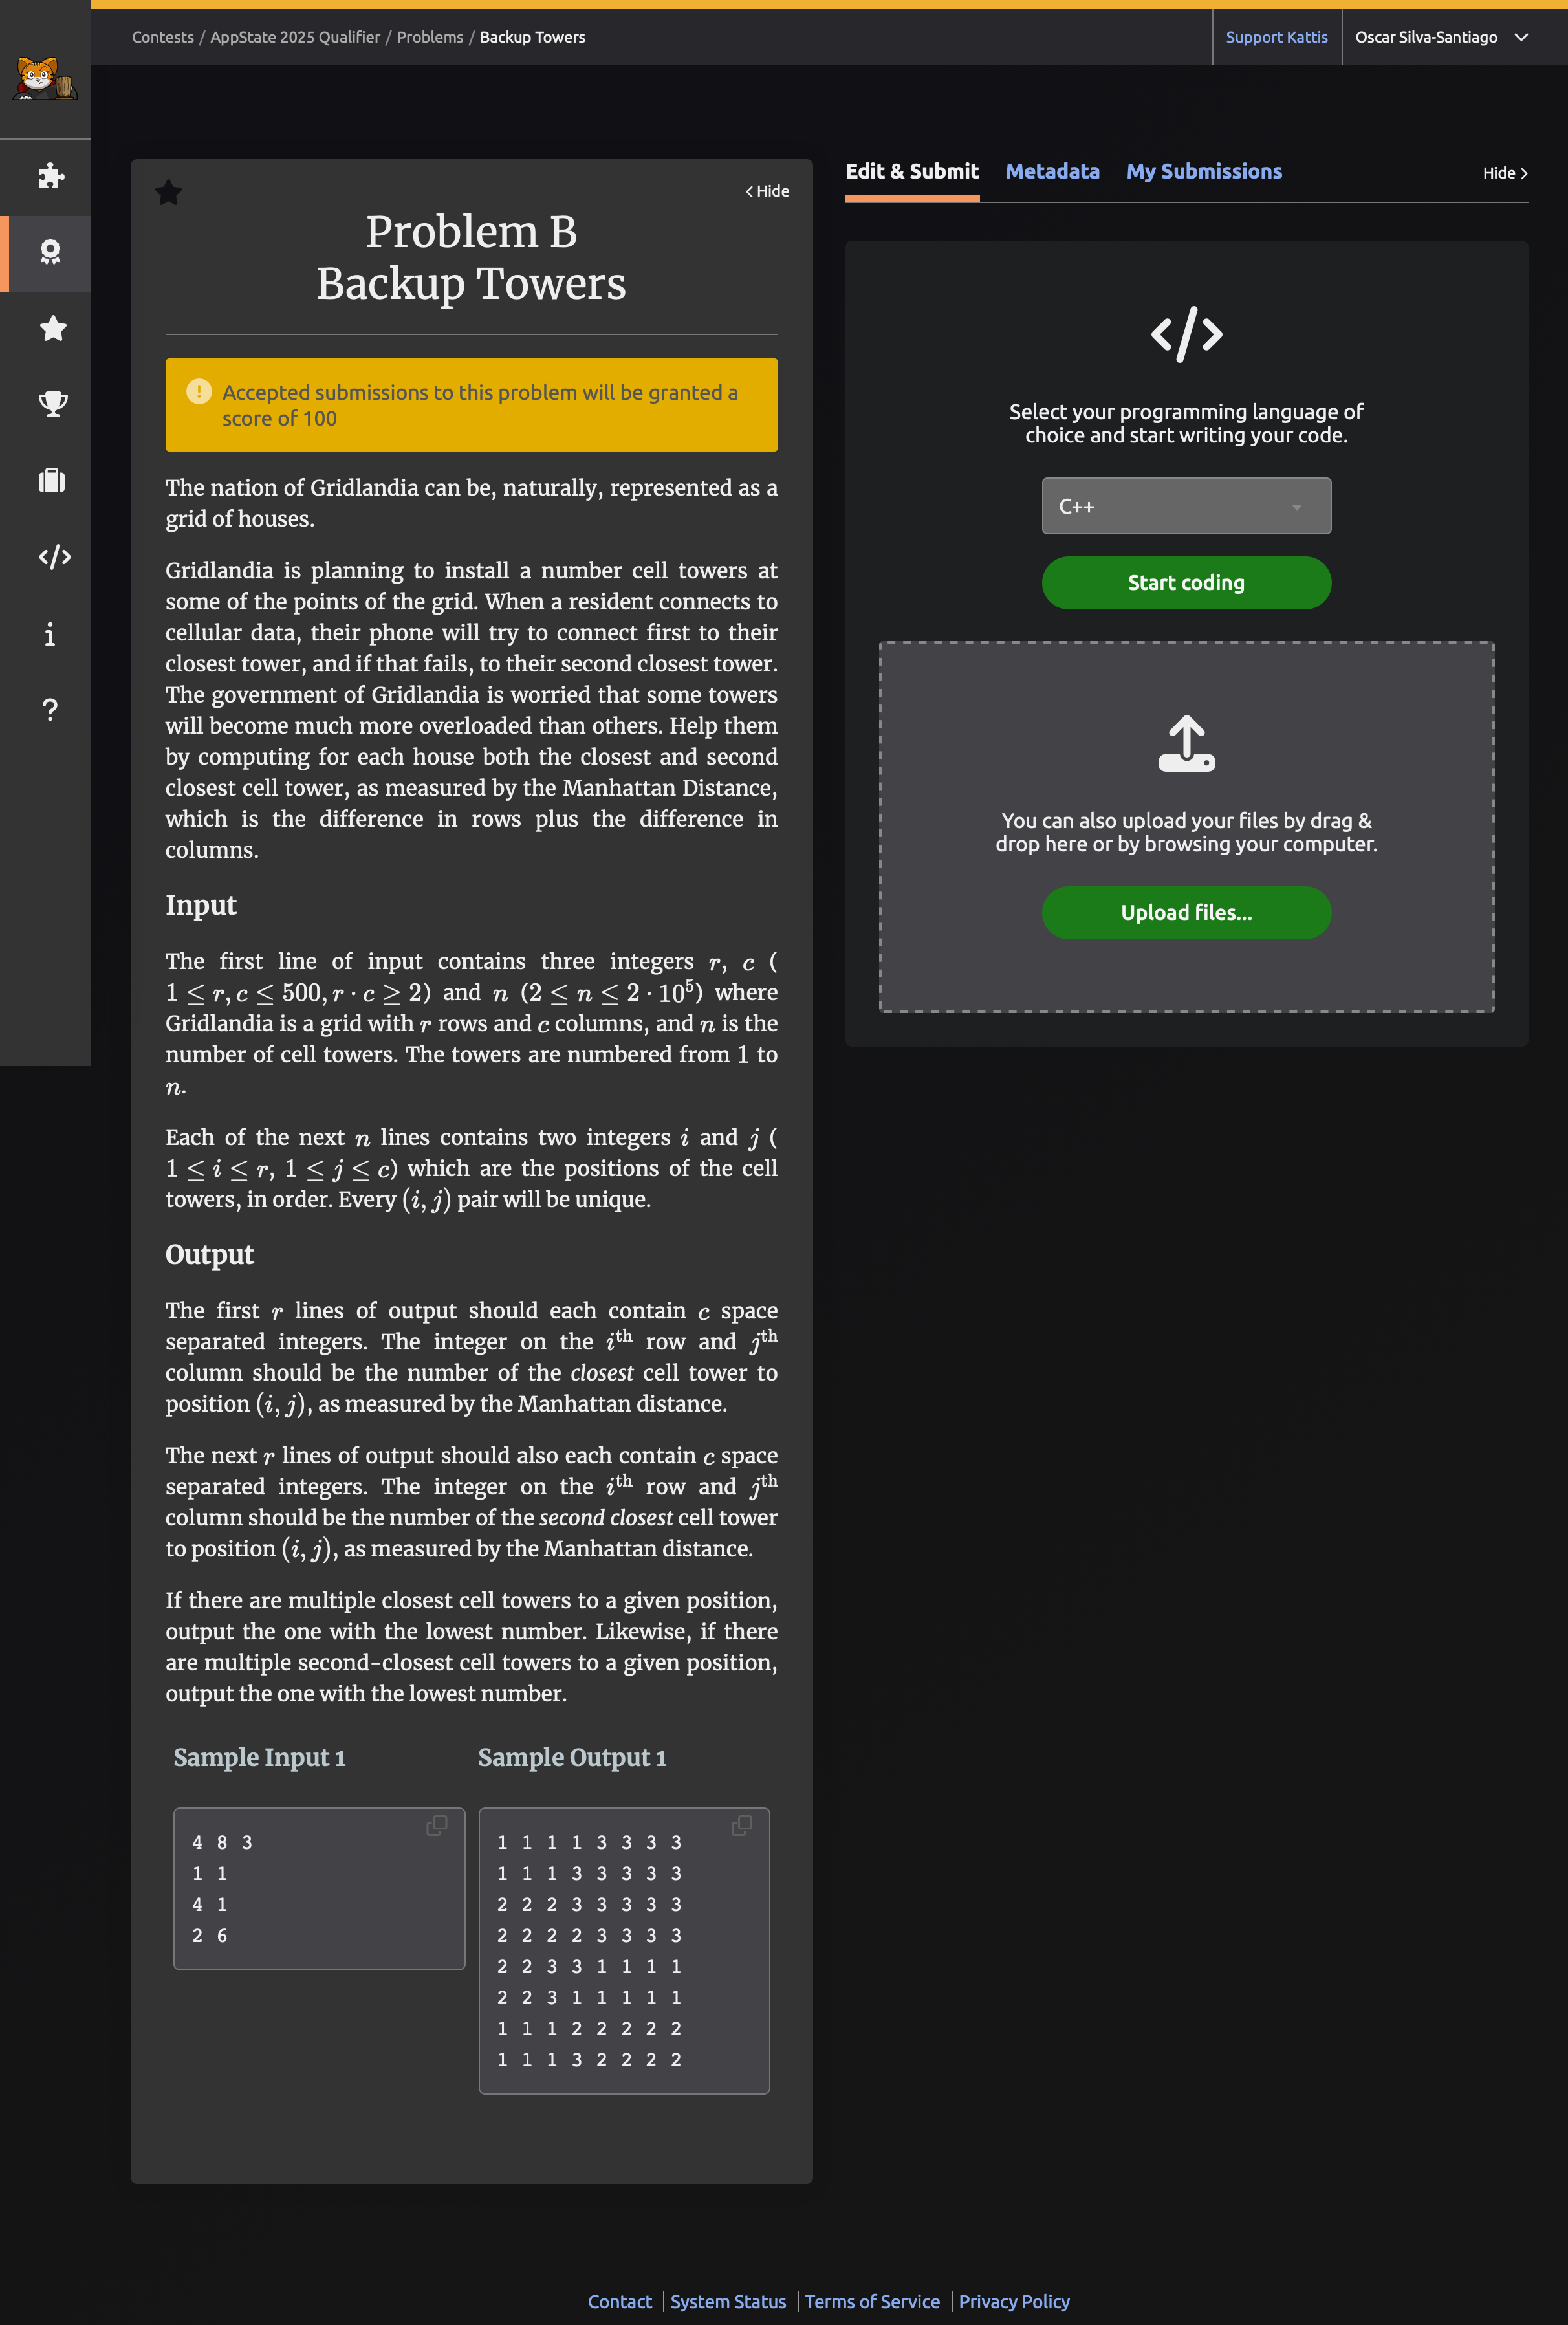 Contests / AppState 2025 Qualifier / Problems / Backup Towers
Support Kattis
Oscar Silva-Santiago
Hide
Problem B
Backup Towers
! Accepted submissions to this problem will be granted a
score of 100
The nation of Gridlandia can be, naturally, represented as a
grid of houses.
Gridlandia is planning to install a number cell towers at
some of the points of the grid. When a resident connects to
cellular data, their phone will try to connect first to their
closest tower, and if that fails, to their second closest tower.
The government of Gridlandia is worried that some towers
will become much more overloaded than others. Help them
by computing for each house both the closest and second
closest cell tower, as measured by the Manhattan Distance,
which is the difference in rows plus the difference in
columns.
Input
The first line of input contains three integers r, c (
1 ≤ r, c ≤ 500, r · c ≥ 2) and n (2 ≤ n ≤ 2 · 10⁵) where
Gridlandia is a grid with r rows and c columns, and n is the
number of cell towers. The towers are numbered from 1 to
n.
Each of the next n lines contains two integers i and j (
1 ≤ i ≤ r, 1 ≤ j ≤ c) which are the positions of the cell
towers, in order. Every (i, j) pair will be unique.
Output
The first r lines of output should each contain c space
separated integers. The integer on the iᵗʰ row and jᵗʰ
column should be the number of the closest cell tower to
position (i, j), as measured by the Manhattan distance.
The next r lines of output should also each contain c space
separated integers. The integer on the iᵗʰ row and jᵗʰ
column should be the number of the second closest cell tower
to position (i, j), as measured by the Manhattan distance.
If there are multiple closest cell towers to a given position,
output the one with the lowest number. Likewise, if there
are multiple second-closest cell towers to a given position,
output the one with the lowest number.
Sample Input 1
4 8 3
1 1
4 1
2 6
Sample Output 1
1 1 1 1 3 3 3 3
1 1 1 3 3 3 3 3
2 2 2 3 3 3 3 3
2 2 2 2 3 3 3 3
2 2 3 3 1 1 1 1
2 2 3 1 1 1 1 1
1 1 1 2 2 2 2 2
1 1 1 3 2 2 2 2
Edit & Submit
Metadata
My Submissions
Hide
</>
Select your programming language of
choice and start writing your code.
C++
Start coding
You can also upload your files by drag &
drop here or by browsing your computer.
Upload files...
Contact | System Status | Terms of Service | Privacy Policy